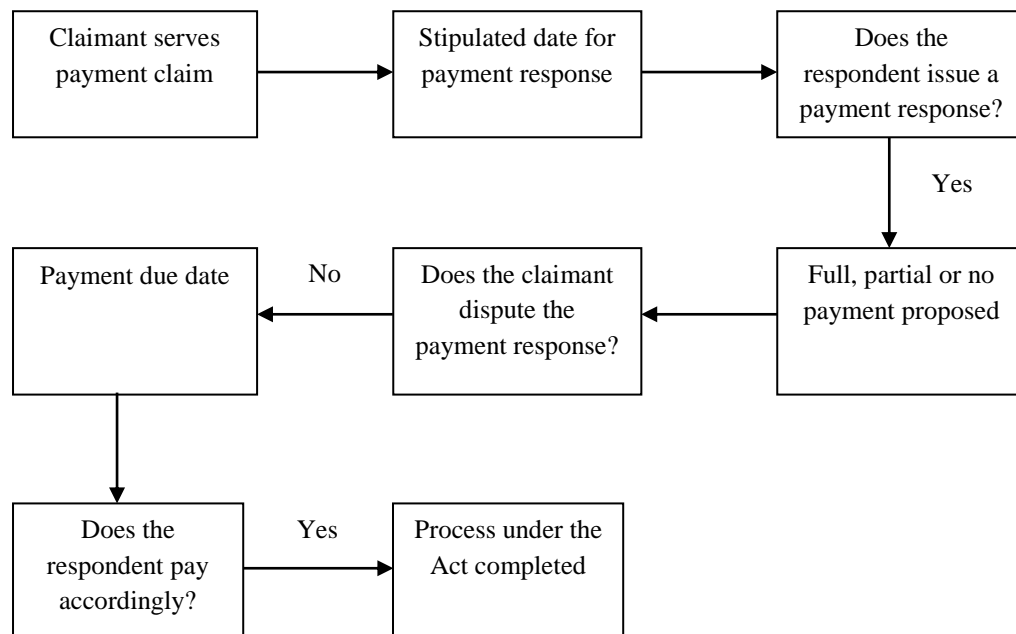 Claimant serves
payment claim
Stipulated date for
payment response
Does the
respondent issue a
payment response?
Yes
Full, partial or no
payment proposed
Does the claimant
dispute the
payment response?
No
Payment due date
Does the
respondent pay
accordingly?
Yes
Process under the
Act completed